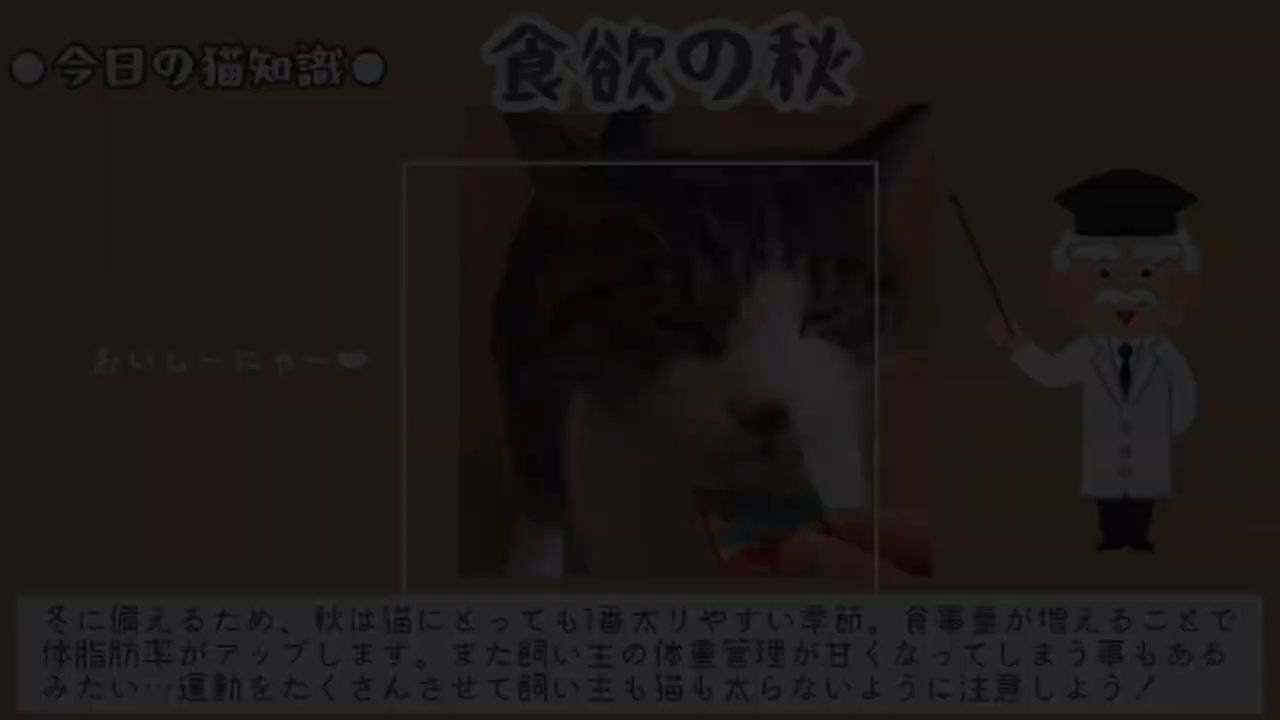 ●今日の猫知識●
食欲の秋
おいしーにゃー
冬に備えるため、秋は猫にとっても1番太りやすい季節。食事量が増えることで
体脂肪率がアップします。また飼い主の体重管理が甘くなってしまう事もある
みたい…運動をたくさんさせて飼い主も猫も太らないように注意しよう！